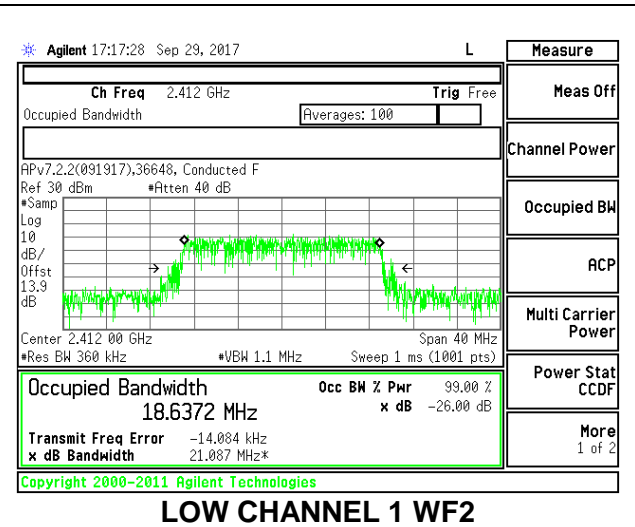 Agilent 17:17:28 Sep 29, 2017 L
Measure
Ch Freq 2.412 GHz Trig Free
Occupied Bandwidth Averages: 100
Meas Off
Channel Power
APv7.2.2(091917),36648, Conducted F
Ref 30 dBm #Atten 40 dB
#Samp
Log
10
dB/
Offst
13.9
dB
Occupied BW
ACP
Center 2.412 00 GHz Span 40 MHz
#Res BW 360 kHz #VBW 1.1 MHz Sweep 1 ms (1001 pts)
Multi Carrier
Power
Occupied Bandwidth Occ BW % Pwr 99.00 %
18.6372 MHz x dB -26.00 dB
Transmit Freq Error -14.084 kHz
x dB Bandwidth 21.087 MHz*
Power Stat
CCDF
More
1 of 2
Copyright 2000-2011 Agilent Technologies
LOW CHANNEL 1 WF2